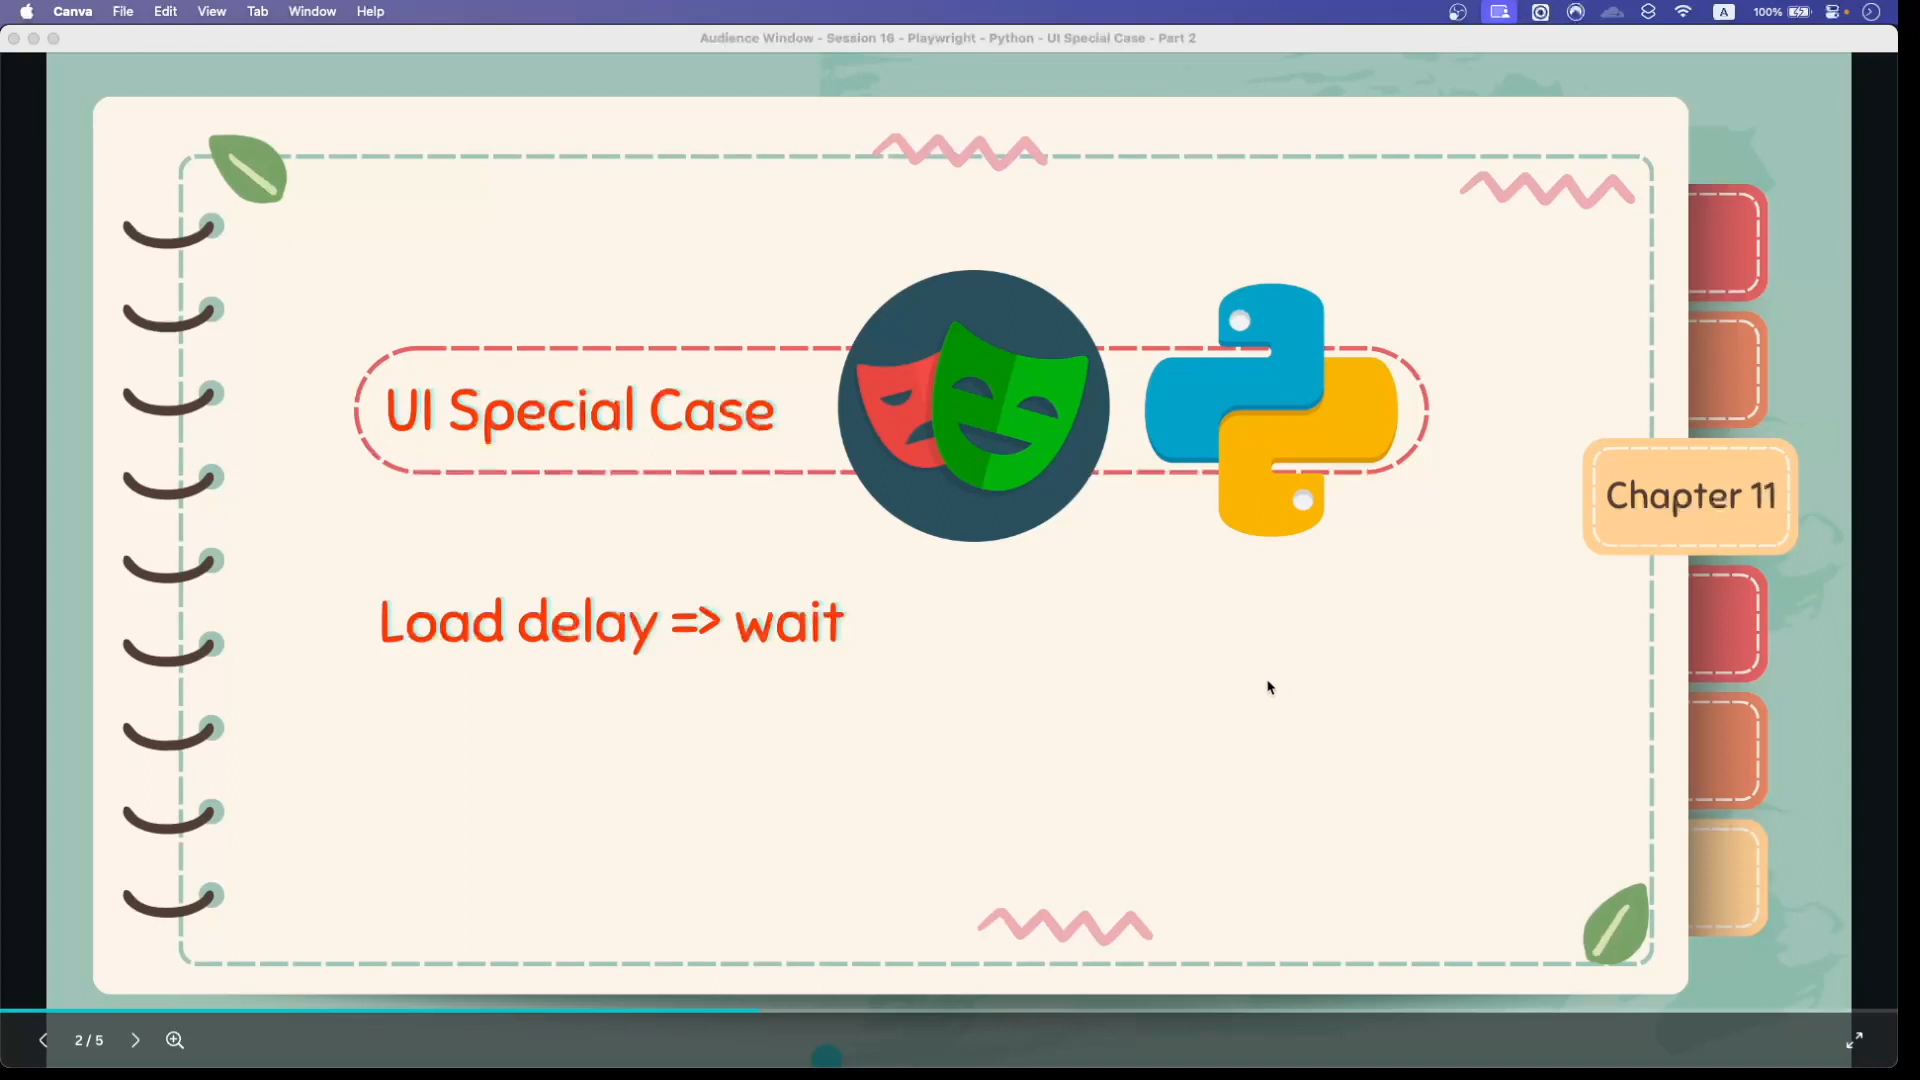 Canva File Edit View Tab Window Help A 100%
Audience Window - Session 16 - Playwright - Python - UI Special Case - Part 2
UI Special Case
Chapter 11
Load delay => wait
2 / 5